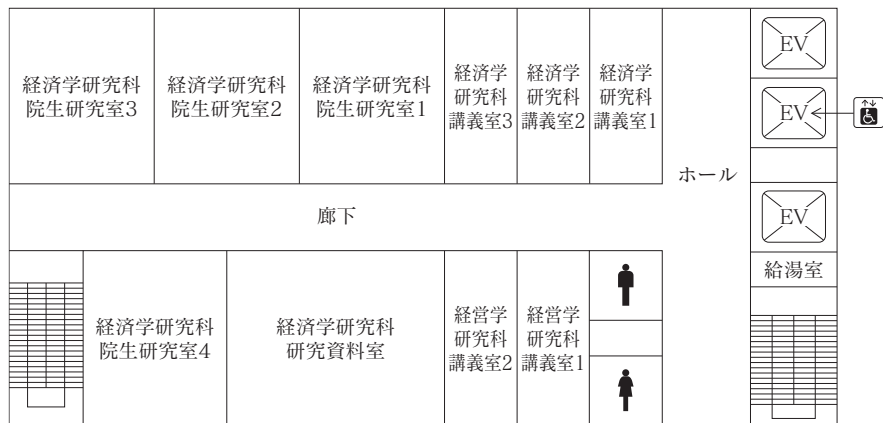 経済学研究科
院生研究室3
経済学研究科
院生研究室2
経済学研究科
院生研究室1
経済学
研究科
講義室3
経済学
研究科
講義室2
経済学
研究科
講義室1
ホール
EV
EV
EV
廊下
給湯室
経済学研究科
院生研究室4
経済学研究科
研究資料室
経営学
研究科
講義室2
経営学
研究科
講義室1